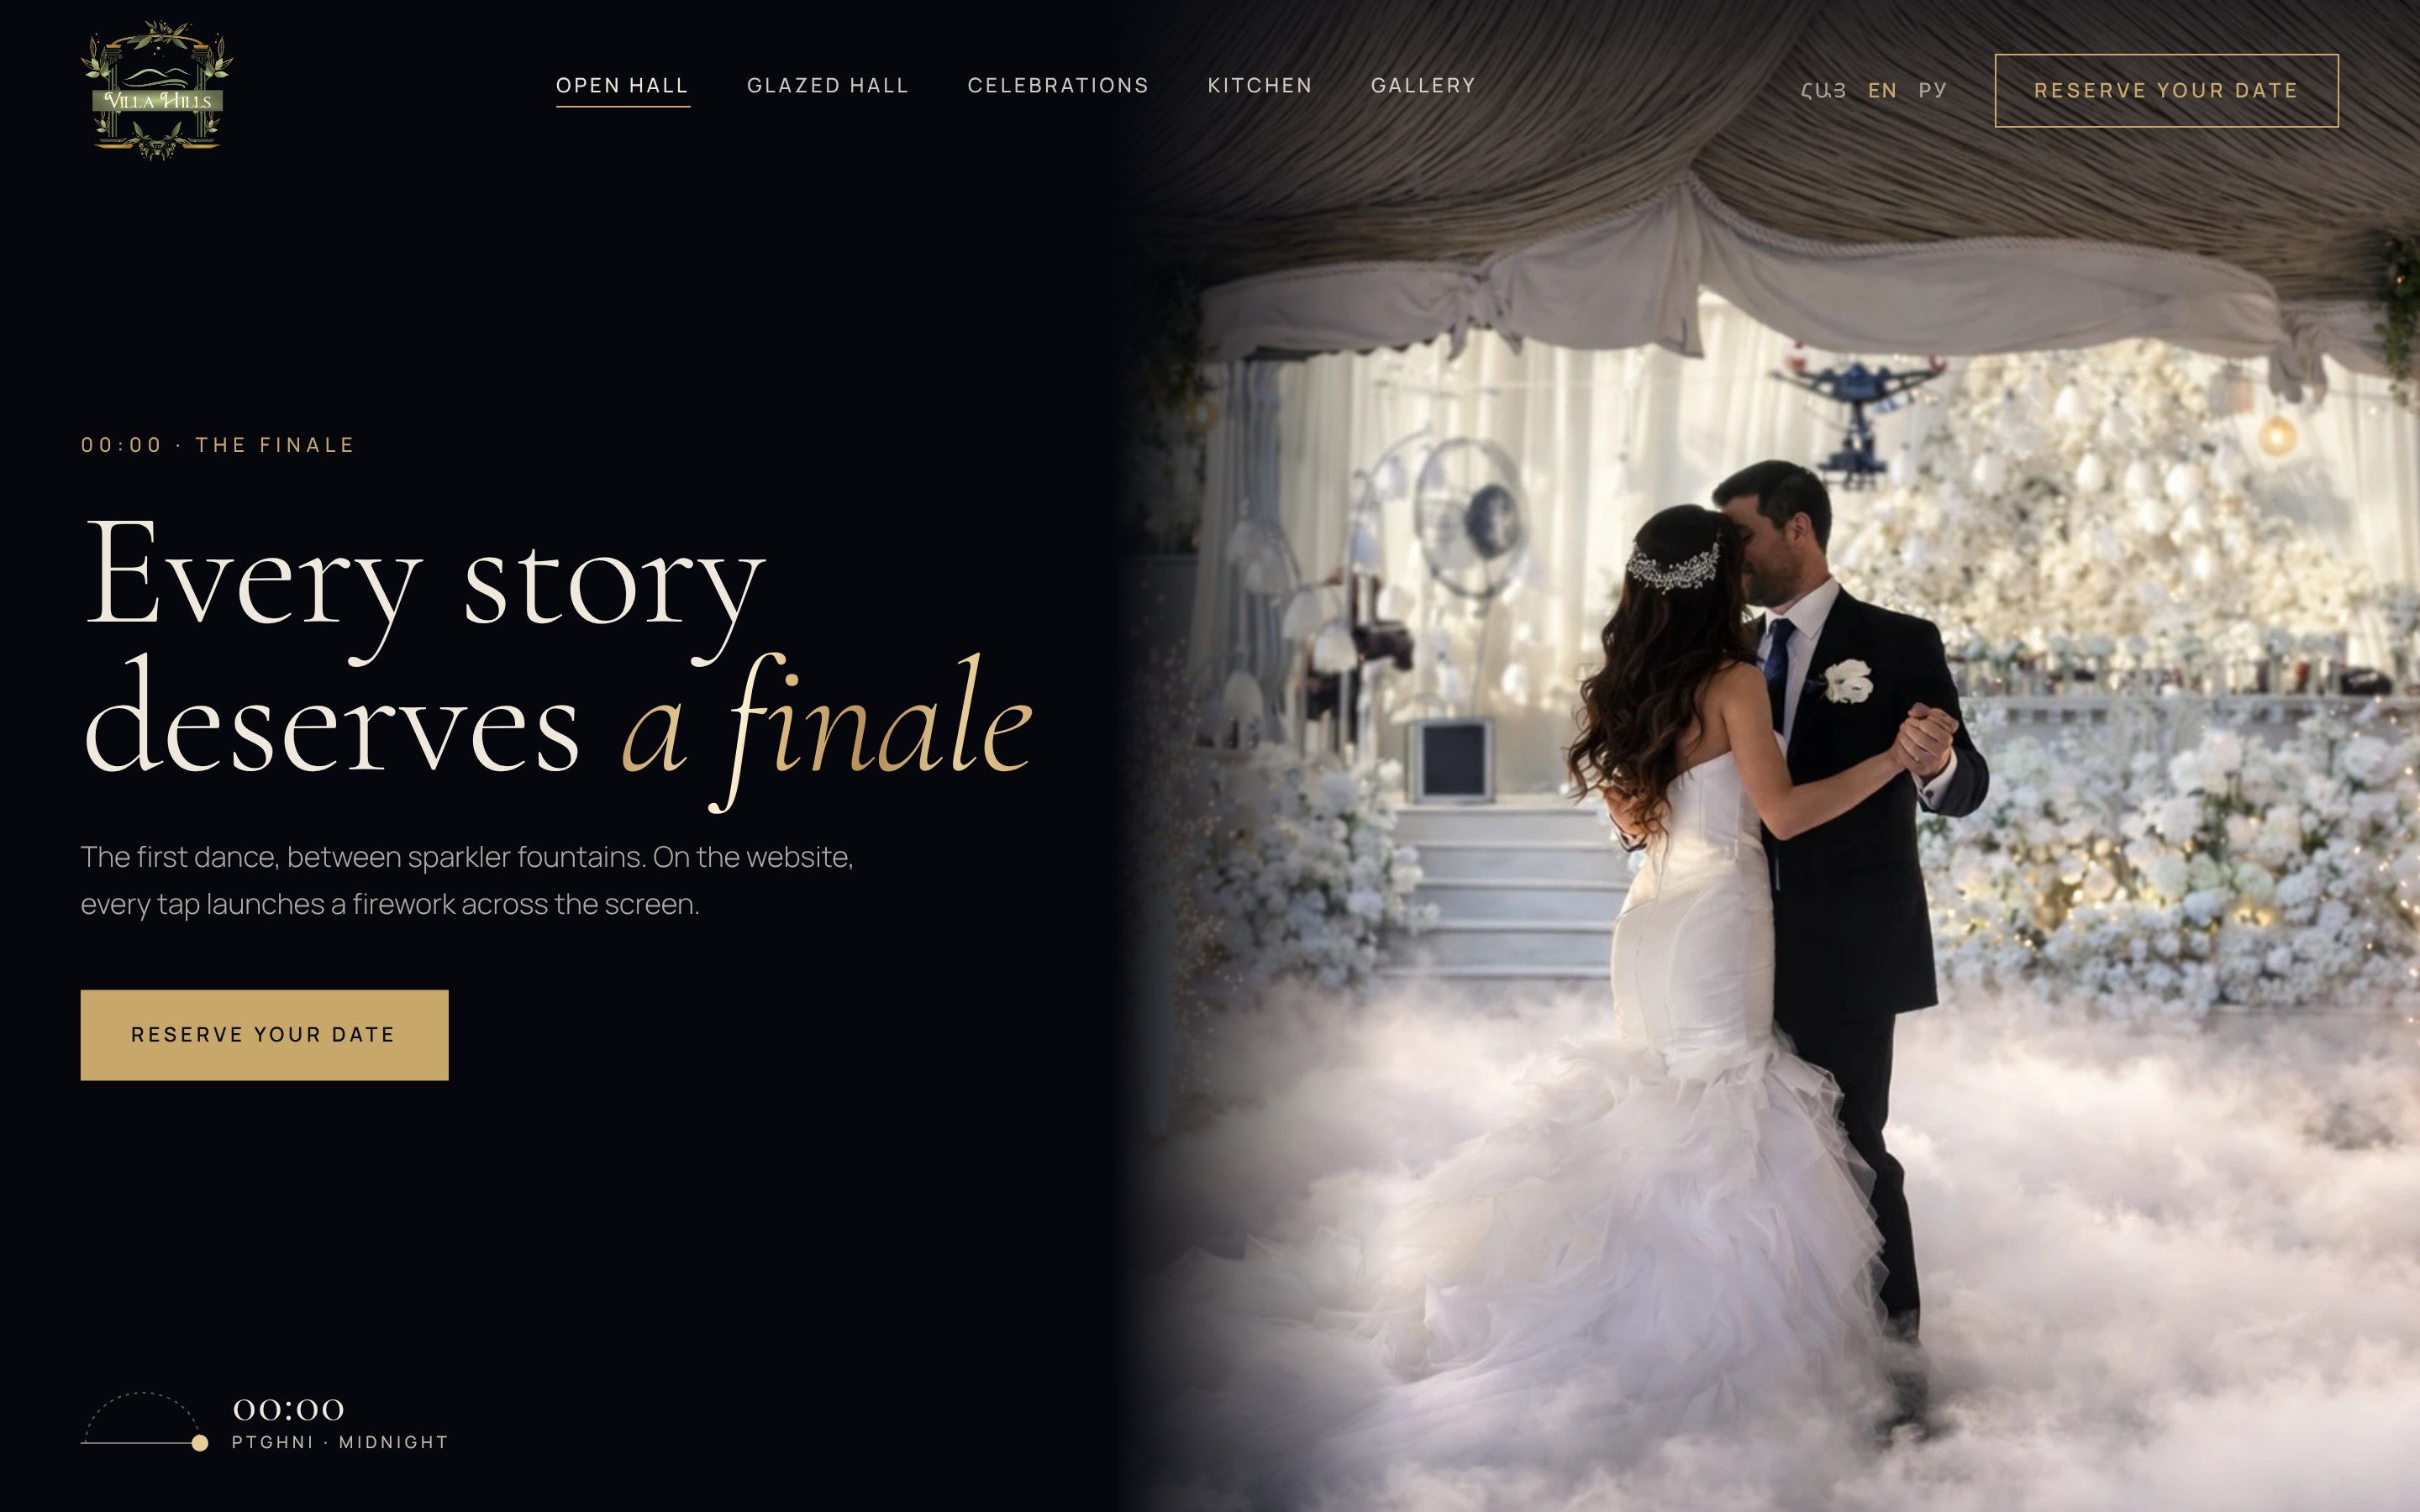 VILLA HILLS
OPEN HALL
GLAZED HALL
CELEBRATIONS
KITCHEN
GALLERY
ՀԱՅ
EN
РУ
RESERVE YOUR DATE
00:00 · THE FINALE
Every story
deserves a finale
The first dance, between sparkler fountains. On the website,
every tap launches a firework across the screen.
RESERVE YOUR DATE
00:00
PTGHNI · MIDNIGHT